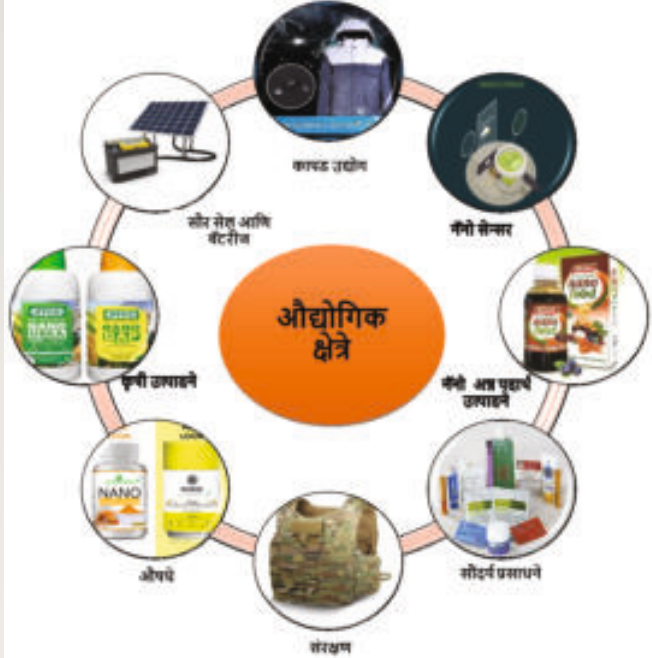 कापड उद्योग
सौर सेल आणि
बॅटरीज
नॅनो सेन्सर
औद्योगिक
क्षेत्रे
NANO
कृषी उत्पादने
नॅनो अन्न पदार्थ
उत्पादने
NANO
औषधे
सौंदर्य प्रसाधने
संरक्षण